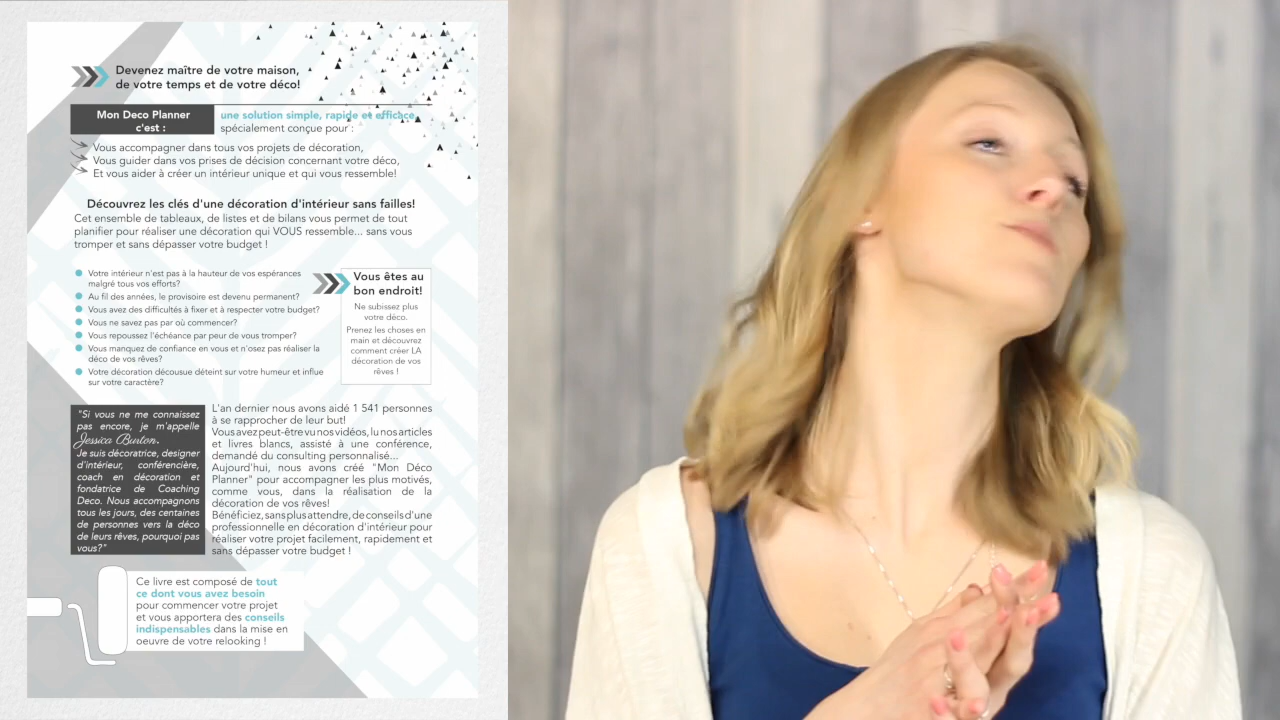 Devenez maître de votre maison,
de votre temps et de votre déco!
Mon Deco Planner
c'est :
une solution simple, rapide et efficace
spécialement conçue pour :
Vous accompagner dans tous vos projets de décoration,
Vous guider dans vos prises de décision concernant votre déco,
Et vous aider à créer un intérieur unique et qui vous ressemble!
Découvrez les clés d'une décoration d'intérieur sans failles!
Cet ensemble de tableaux, de listes et de bilans vous permet de tout
planifier pour réaliser une décoration qui VOUS ressemble... sans vous
tromper et sans dépasser votre budget !
Votre intérieur n'est pas à la hauteur de vos espérances
malgré tous vos efforts?
Au fil des années, le provisoire est devenu permanent?
Vous avez des difficultés à fixer et à respecter votre budget?
Vous ne savez pas par où commencer?
Vous repoussez l'échéance par peur de vous tromper?
Vous manquez de confiance en vous et n'osez pas réaliser la
déco de vos rêves?
Votre décoration décousue déteint sur votre humeur et influe
sur votre caractère?
Vous êtes au
bon endroit!
Ne subissez plus
votre déco.
Prenez les choses en
main et découvrez
comment créer LA
décoration de vos
rêves !
"Si vous ne me connaissez
pas encore, je m'appelle
Jessica Burlon.
Je suis décoratrice, designer
d'intérieur, conférencière,
coach en décoration et
fondatrice de Coaching
Deco. Nous accompagnons
tous les jours, des centaines
de personnes vers la déco
de leurs rêves, pourquoi pas
vous?"
L'an dernier nous avons aidé 1 541 personnes
à se rapprocher de leur but!
Vous avez peut-être vu nos vidéos, lu nos articles
et livres blancs, assisté à une conférence,
demandé du consulting personnalisé...
Aujourd'hui, nous avons créé "Mon Déco
Planner" pour accompagner les plus motivés,
comme vous, dans la réalisation de la
décoration de vos rêves!
Bénéficiez, sans plus attendre, de conseils d'une
professionnelle en décoration d'intérieur pour
réaliser votre projet facilement, rapidement et
sans dépasser votre budget !
Ce livre est composé de tout
ce dont vous avez besoin
pour commencer votre projet
et vous apportera des conseils
indispensables dans la mise en
oeuvre de votre relooking !